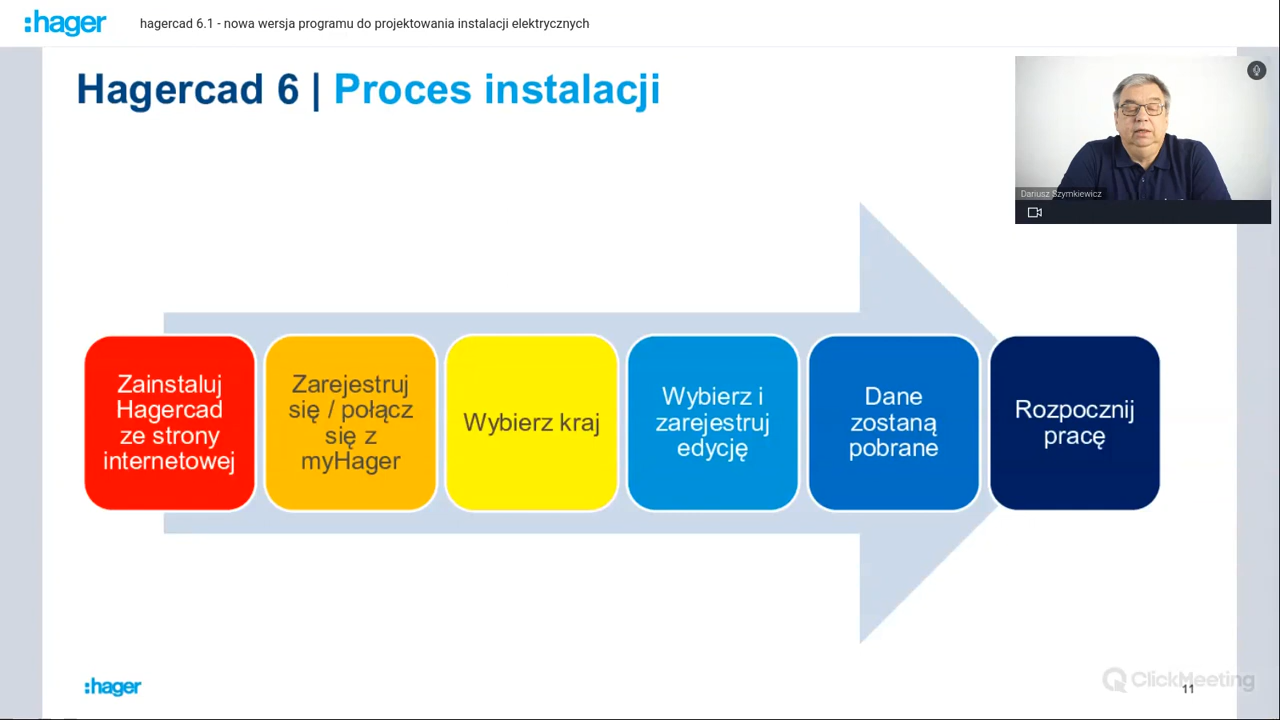 :hager
hagercad 6.1 - nowa wersja programu do projektowania instalacji elektrycznych
Hagercad 6 | Proces instalacji
Dariusz Szymkiewicz
Zainstaluj
Hagercad
ze strony
internetowej
Zarejestruj
się / połącz
się z
myHager
Wybierz kraj
Wybierz i
zarejestruj
edycję
Dane
zostaną
pobrane
Rozpocznij
pracę
:hager
ClickMeeting
11